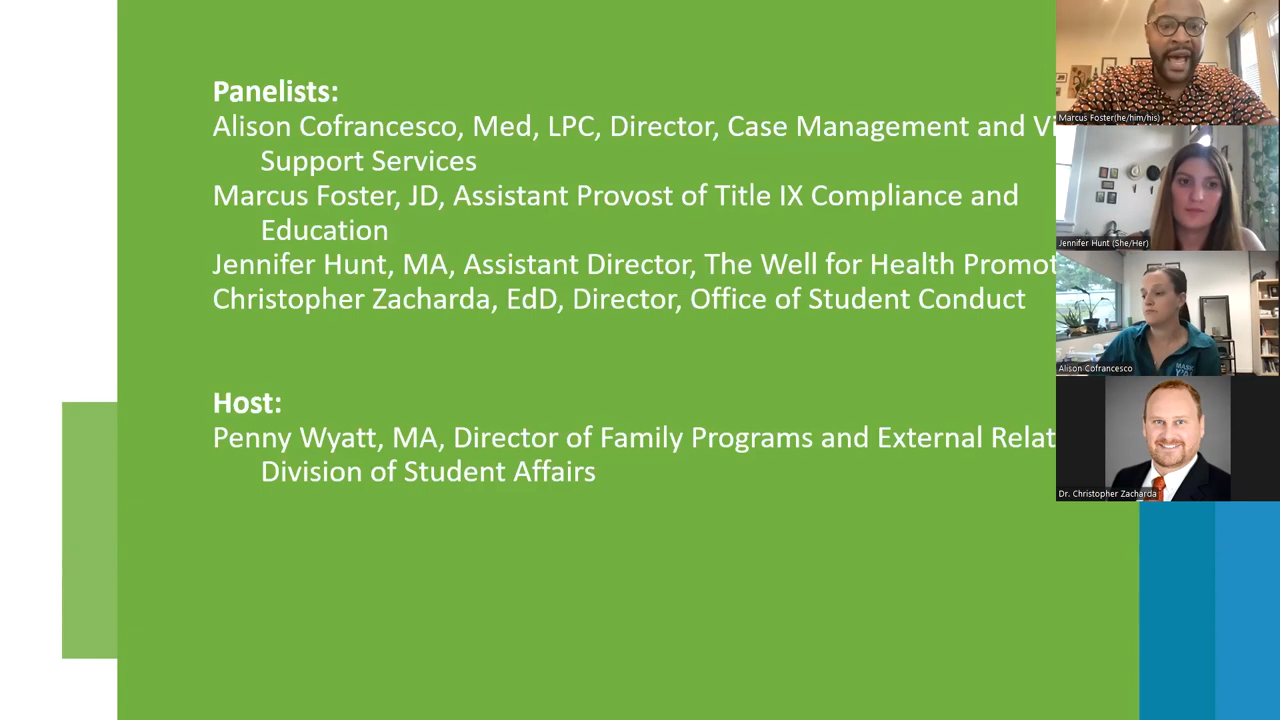 Panelists:
Alison Cofrancesco, Med, LPC, Director, Case Management and
Support Services
Marcus Foster, JD, Assistant Provost of Title IX Compliance and
Education
Jennifer Hunt, MA, Assistant Director, The Well for Health
Christopher Zacharda, EdD, Director, Office of Student Conduct
Host:
Penny Wyatt, MA, Director of Family Programs and External
Division of Student Affairs
Marcus Foster(he/him/his)
Jennifer Hunt (She/Her)
Alison Cofrancesco
Dr. Christopher Zacharda